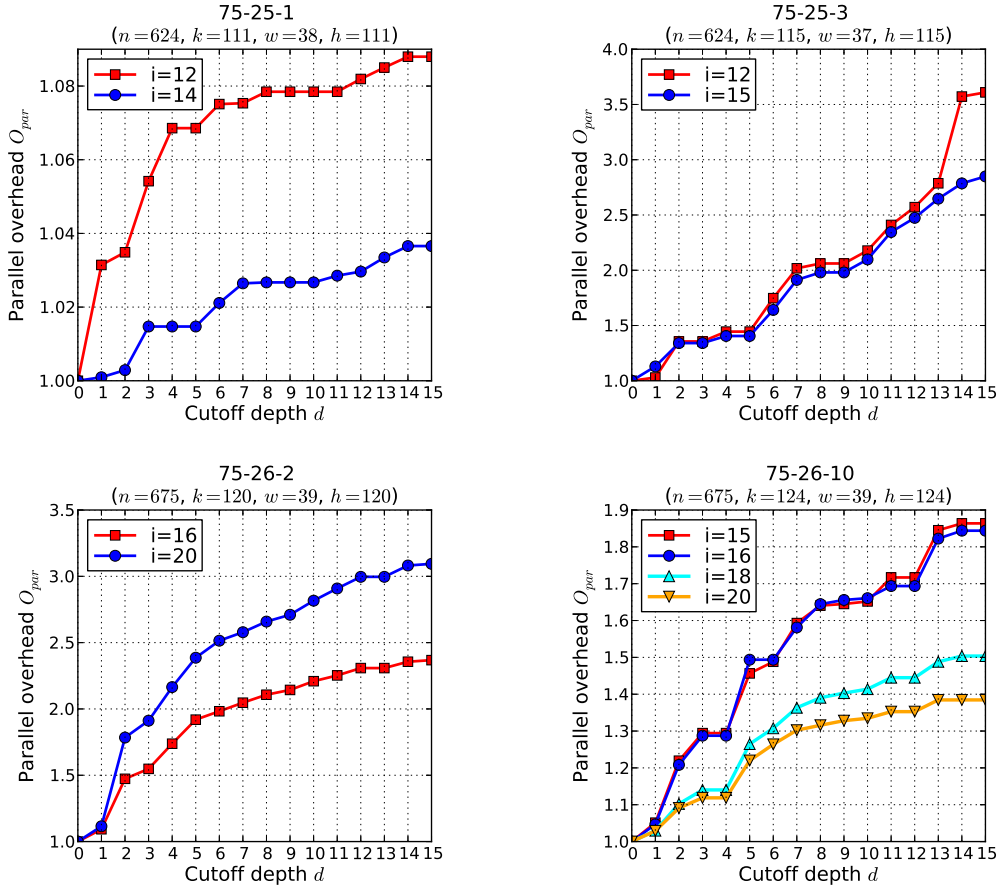 75-25-1
(n=624, k=111, w=38, h=111)
i=12
i=14
Parallel overhead O_par
1.08
1.06
1.04
1.02
1.00
0 1 2 3 4 5 6 7 8 9 10 11 12 13 14 15
Cutoff depth d
75-25-3
(n=624, k=115, w=37, h=115)
i=12
i=15
Parallel overhead O_par
4.0
3.5
3.0
2.5
2.0
1.5
1.0
0 1 2 3 4 5 6 7 8 9 10 11 12 13 14 15
Cutoff depth d
75-26-2
(n=675, k=120, w=39, h=120)
i=16
i=20
Parallel overhead O_par
3.5
3.0
2.5
2.0
1.5
1.0
0 1 2 3 4 5 6 7 8 9 10 11 12 13 14 15
Cutoff depth d
75-26-10
(n=675, k=124, w=39, h=124)
i=15
i=16
i=18
i=20
Parallel overhead O_par
1.9
1.8
1.7
1.6
1.5
1.4
1.3
1.2
1.1
1.0
0 1 2 3 4 5 6 7 8 9 10 11 12 13 14 15
Cutoff depth d